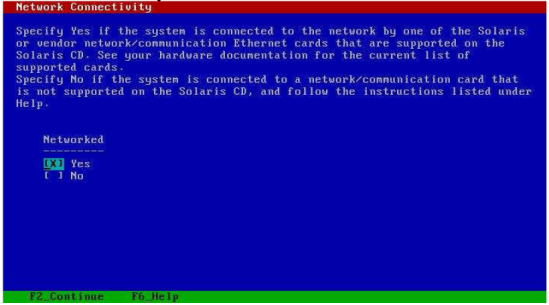 Network Connectivity
Specify Yes if the system is connected to the network by one of the Solaris
or vendor network/communication Ethernet cards that are supported on the
Solaris CD. See your hardware documentation for the current list of
supported cards.
Specify No if the system is connected to a network/communication card that
is not supported on the Solaris CD, and follow the instructions listed under
Help.
Networked
---------
[X] Yes
[ ] No
F2_Continue F6_Help